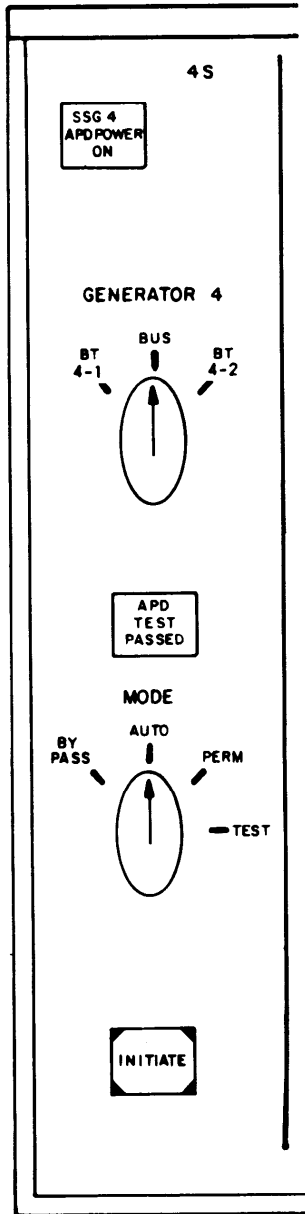 4S
SSG 4
APD POWER
ON
GENERATOR 4
BT
4-1
BUS
BT
4-2
APD
TEST
PASSED
MODE
BY
PASS
AUTO
PERM
TEST
INITIATE